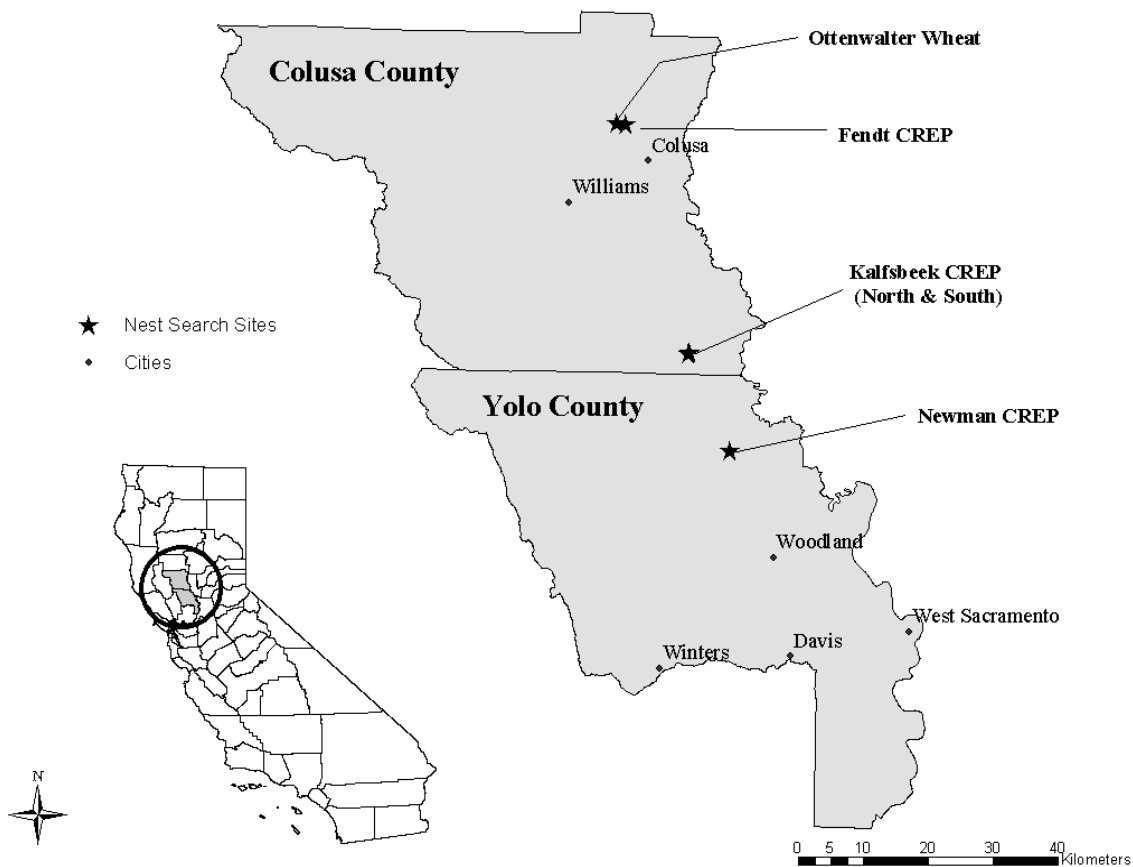 Ottenwalter Wheat
Colusa County
Fendt CREP
Colusa
Williams
Kalfsbeek CREP
(North & South)
Nest Search Sites
Cities
Yolo County
Newman CREP
Woodland
West Sacramento
Davis
Winters
N
0 5 10 20 30 40
Kilometers